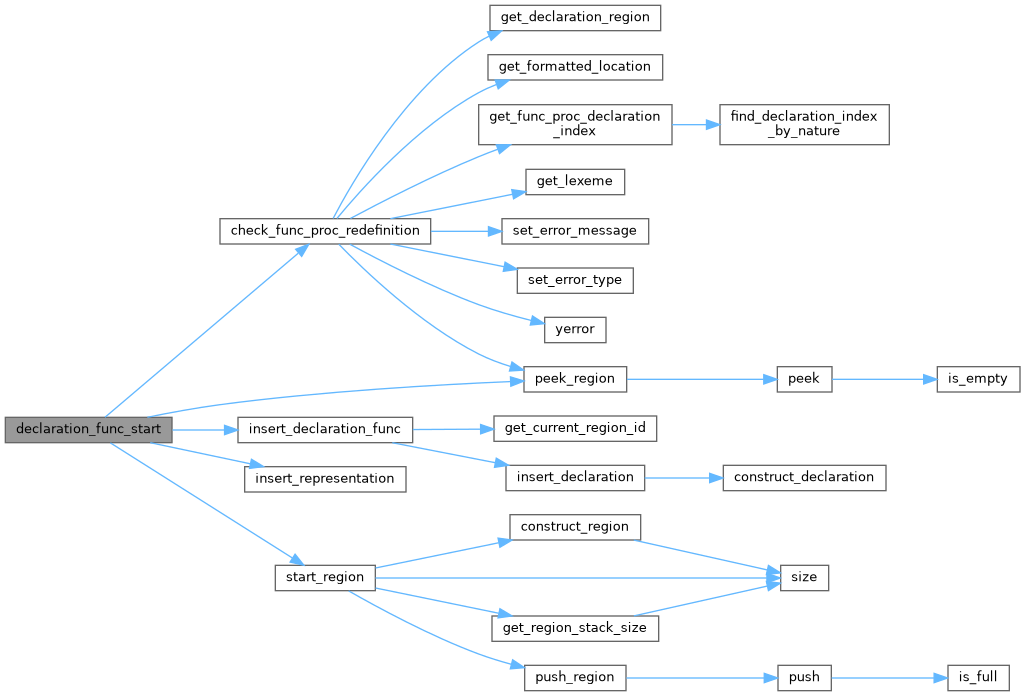 get_declaration_region
get_formatted_location
get_func_proc_declaration
_index
find_declaration_index
_by_nature
get_lexeme
check_func_proc_redefinition
set_error_message
set_error_type
yerror
peek_region
peek
is_empty
declaration_func_start
insert_declaration_func
get_current_region_id
insert_representation
insert_declaration
construct_declaration
construct_region
start_region
size
get_region_stack_size
push_region
push
is_full